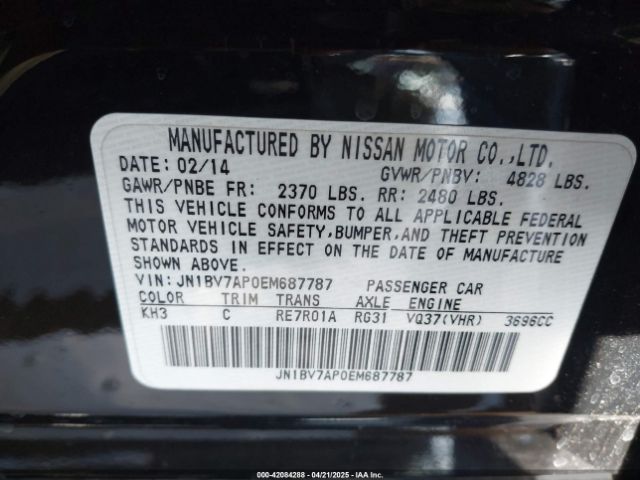 MANUFACTURED BY NISSAN MOTOR CO.,LTD.
DATE: 02/14 GVWR/PNBV: 4828 LBS.
GAWR/PNBE FR: 2370 LBS. RR: 2480 LBS.
THIS VEHICLE CONFORMS TO ALL APPLICABLE FEDERAL
MOTOR VEHICLE SAFETY,BUMPER,AND THEFT PREVENTION
STANDARDS IN EFFECT ON THE DATE OF MANUFACTURE
SHOWN ABOVE.
VIN: JN1BV7AP0EM687787 PASSENGER CAR
COLOR TRIM TRANS AXLE ENGINE
KH3 C RE7R01A RG31 VQ37(VHR) 3696CC
JN1BV7AP0EM687787
000-42084288 - 04/21/2025 - IAA Inc.